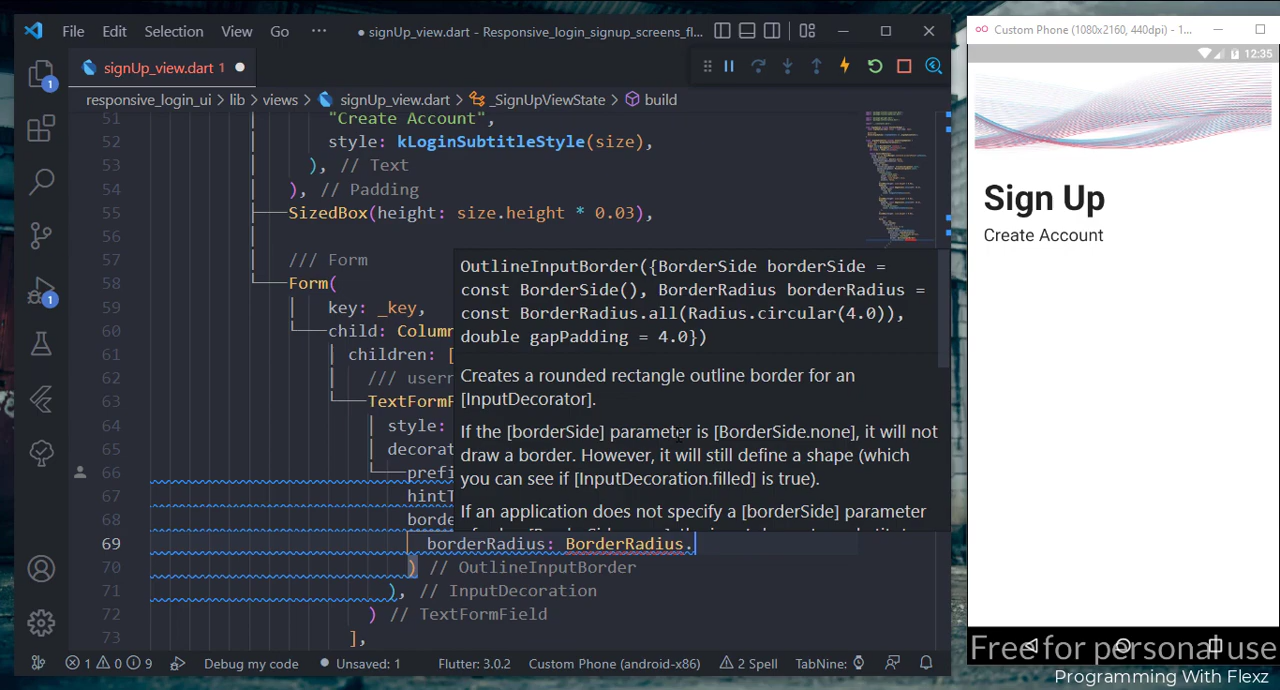 File Edit Selection View Go ··· ● signUp_view.dart - Responsive_login_signup_screens_fl...
signUp_view.dart 1 ●
responsive_login_ui > lib > views > signUp_view.dart > _SignUpViewState > build
51 "Create Account",
52 style: kLoginSubtitleStyle(size),
53 ), // Text
54 ), // Padding
55 SizedBox(height: size.height * 0.03),
56
57 /// Form
58 Form(
59 key: _key,
60 child: Column
61 children: [
62 /// usern
63 TextFormF
64 style:
65 decorat
66 prefi
67 hintT
68 borde
69 borderRadius: BorderRadius.
70 ) // OutlineInputBorder
71 ), // InputDecoration
72 ) // TextFormField
73 ],
OutlineInputBorder({BorderSide borderSide =
const BorderSide(), BorderRadius borderRadius =
const BorderRadius.all(Radius.circular(4.0)),
double gapPadding = 4.0})
Creates a rounded rectangle outline border for an
[InputDecorator].
If the [borderSide] parameter is [BorderSide.none], it will not
draw a border. However, it will still define a shape (which
you can see if [InputDecoration.filled] is true).
If an application does not specify a [borderSide] parameter
1
1
1 0 9 Debug my code ● Unsaved: 1 Flutter: 3.0.2 Custom Phone (android-x86) 2 Spell TabNine:
Custom Phone (1080x2160, 440dpi) - 1...
12:35
Sign Up
Create Account
Free for personal use
Programming With Flexz